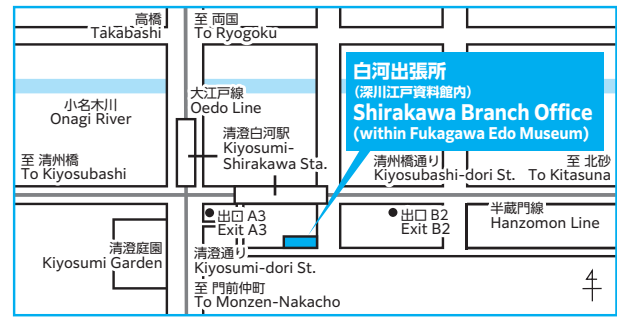 高橋
Takabashi
至 両国
To Ryogoku
白河出張所
(深川江戸資料館内)
Shirakawa Branch Office
(within Fukagawa Edo Museum)
小名木川
Onagi River
大江戸線
Oedo Line
清澄白河駅
Kiyosumi-
Shirakawa Sta.
至 清州橋
To Kiyosubashi
清州橋通り
Kiyosubashi-dori St.
至 北砂
To Kitasuna
出口 A3
Exit A3
出口 B2
Exit B2
半蔵門線
Hanzomon Line
清澄庭園
Kiyosumi Garden
清澄通り
Kiyosumi-dori St.
至 門前仲町
To Monzen-Nakacho